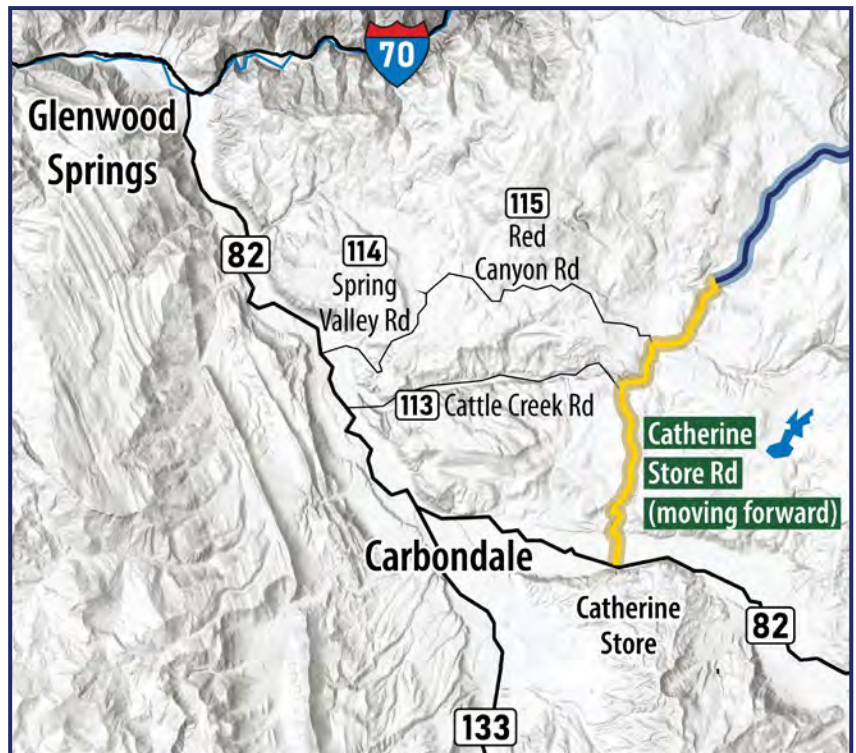 70
Glenwood
Springs
115
Red
Canyon Rd
82
114
Spring
Valley Rd
113 Cattle Creek Rd
Catherine
Store Rd
(moving forward)
Carbondale
Catherine
Store
82
133